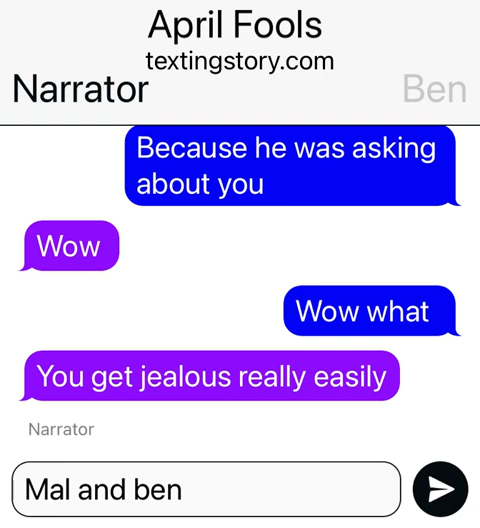 April Fools
textingstory.com
Narrator Ben
Because he was asking
about you
Wow
Wow what
You get jealous really easily
Narrator
Mal and ben